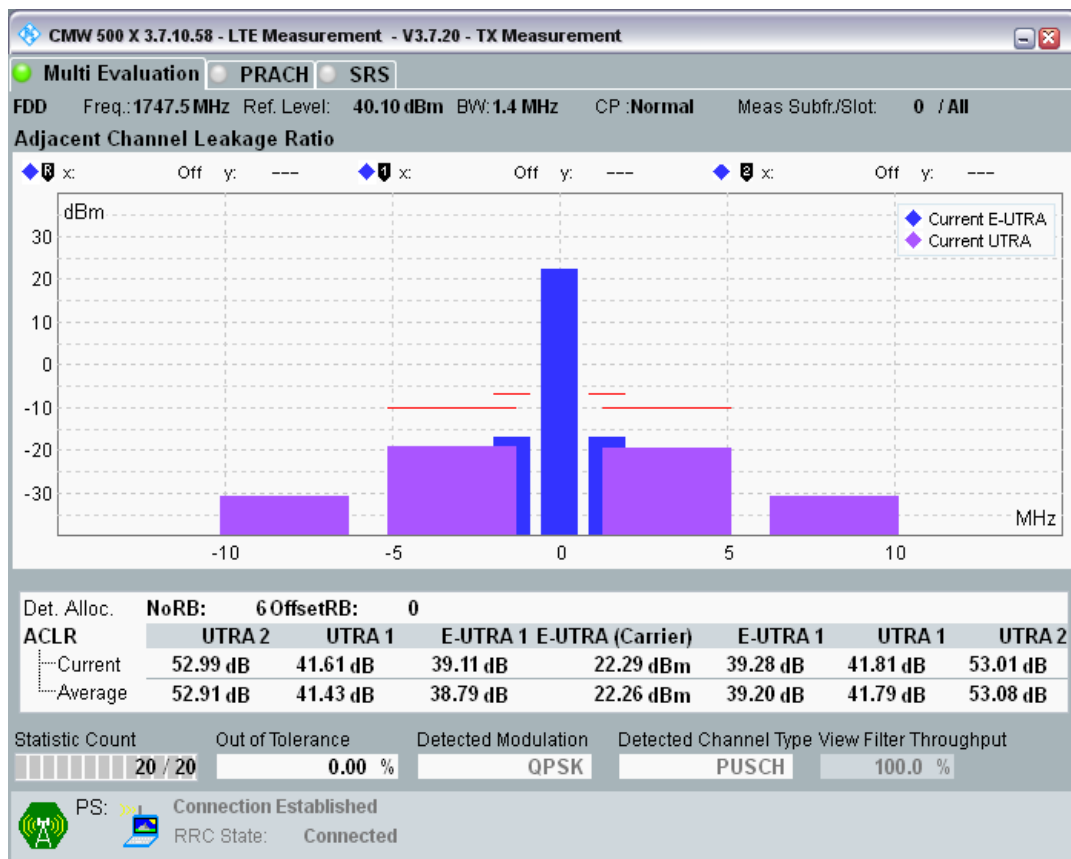 CMW 500 X 3.7.10.58 - LTE Measurement - V3.7.20 - TX Measurement
Multi Evaluation PRACH SRS
FDD Freq.: 1747.5 MHz Ref. Level: 40.10 dBm BW: 1.4 MHz CP : Normal Meas Subfr./Slot: 0 / All
Adjacent Channel Leakage Ratio
R x: Off y: --- 1 x: Off y: --- 2 x: Off y: ---
dBm
Current E-UTRA
Current UTRA
30
20
10
0
-10
-20
-30
MHz
-10 -5 0 5 10
Det. Alloc. NoRB: 6 OffsetRB: 0
ACLR UTRA 2 UTRA 1 E-UTRA 1 E-UTRA (Carrier) E-UTRA 1 UTRA 1 UTRA 2
Current 52.99 dB 41.61 dB 39.11 dB 22.29 dBm 39.28 dB 41.81 dB 53.01 dB
Average 52.91 dB 41.43 dB 38.79 dB 22.26 dBm 39.20 dB 41.79 dB 53.08 dB
Statistic Count Out of Tolerance Detected Modulation Detected Channel Type View Filter Throughput
20 / 20 0.00 % QPSK PUSCH 100.0 %
PS: Connection Established
RRC State: Connected